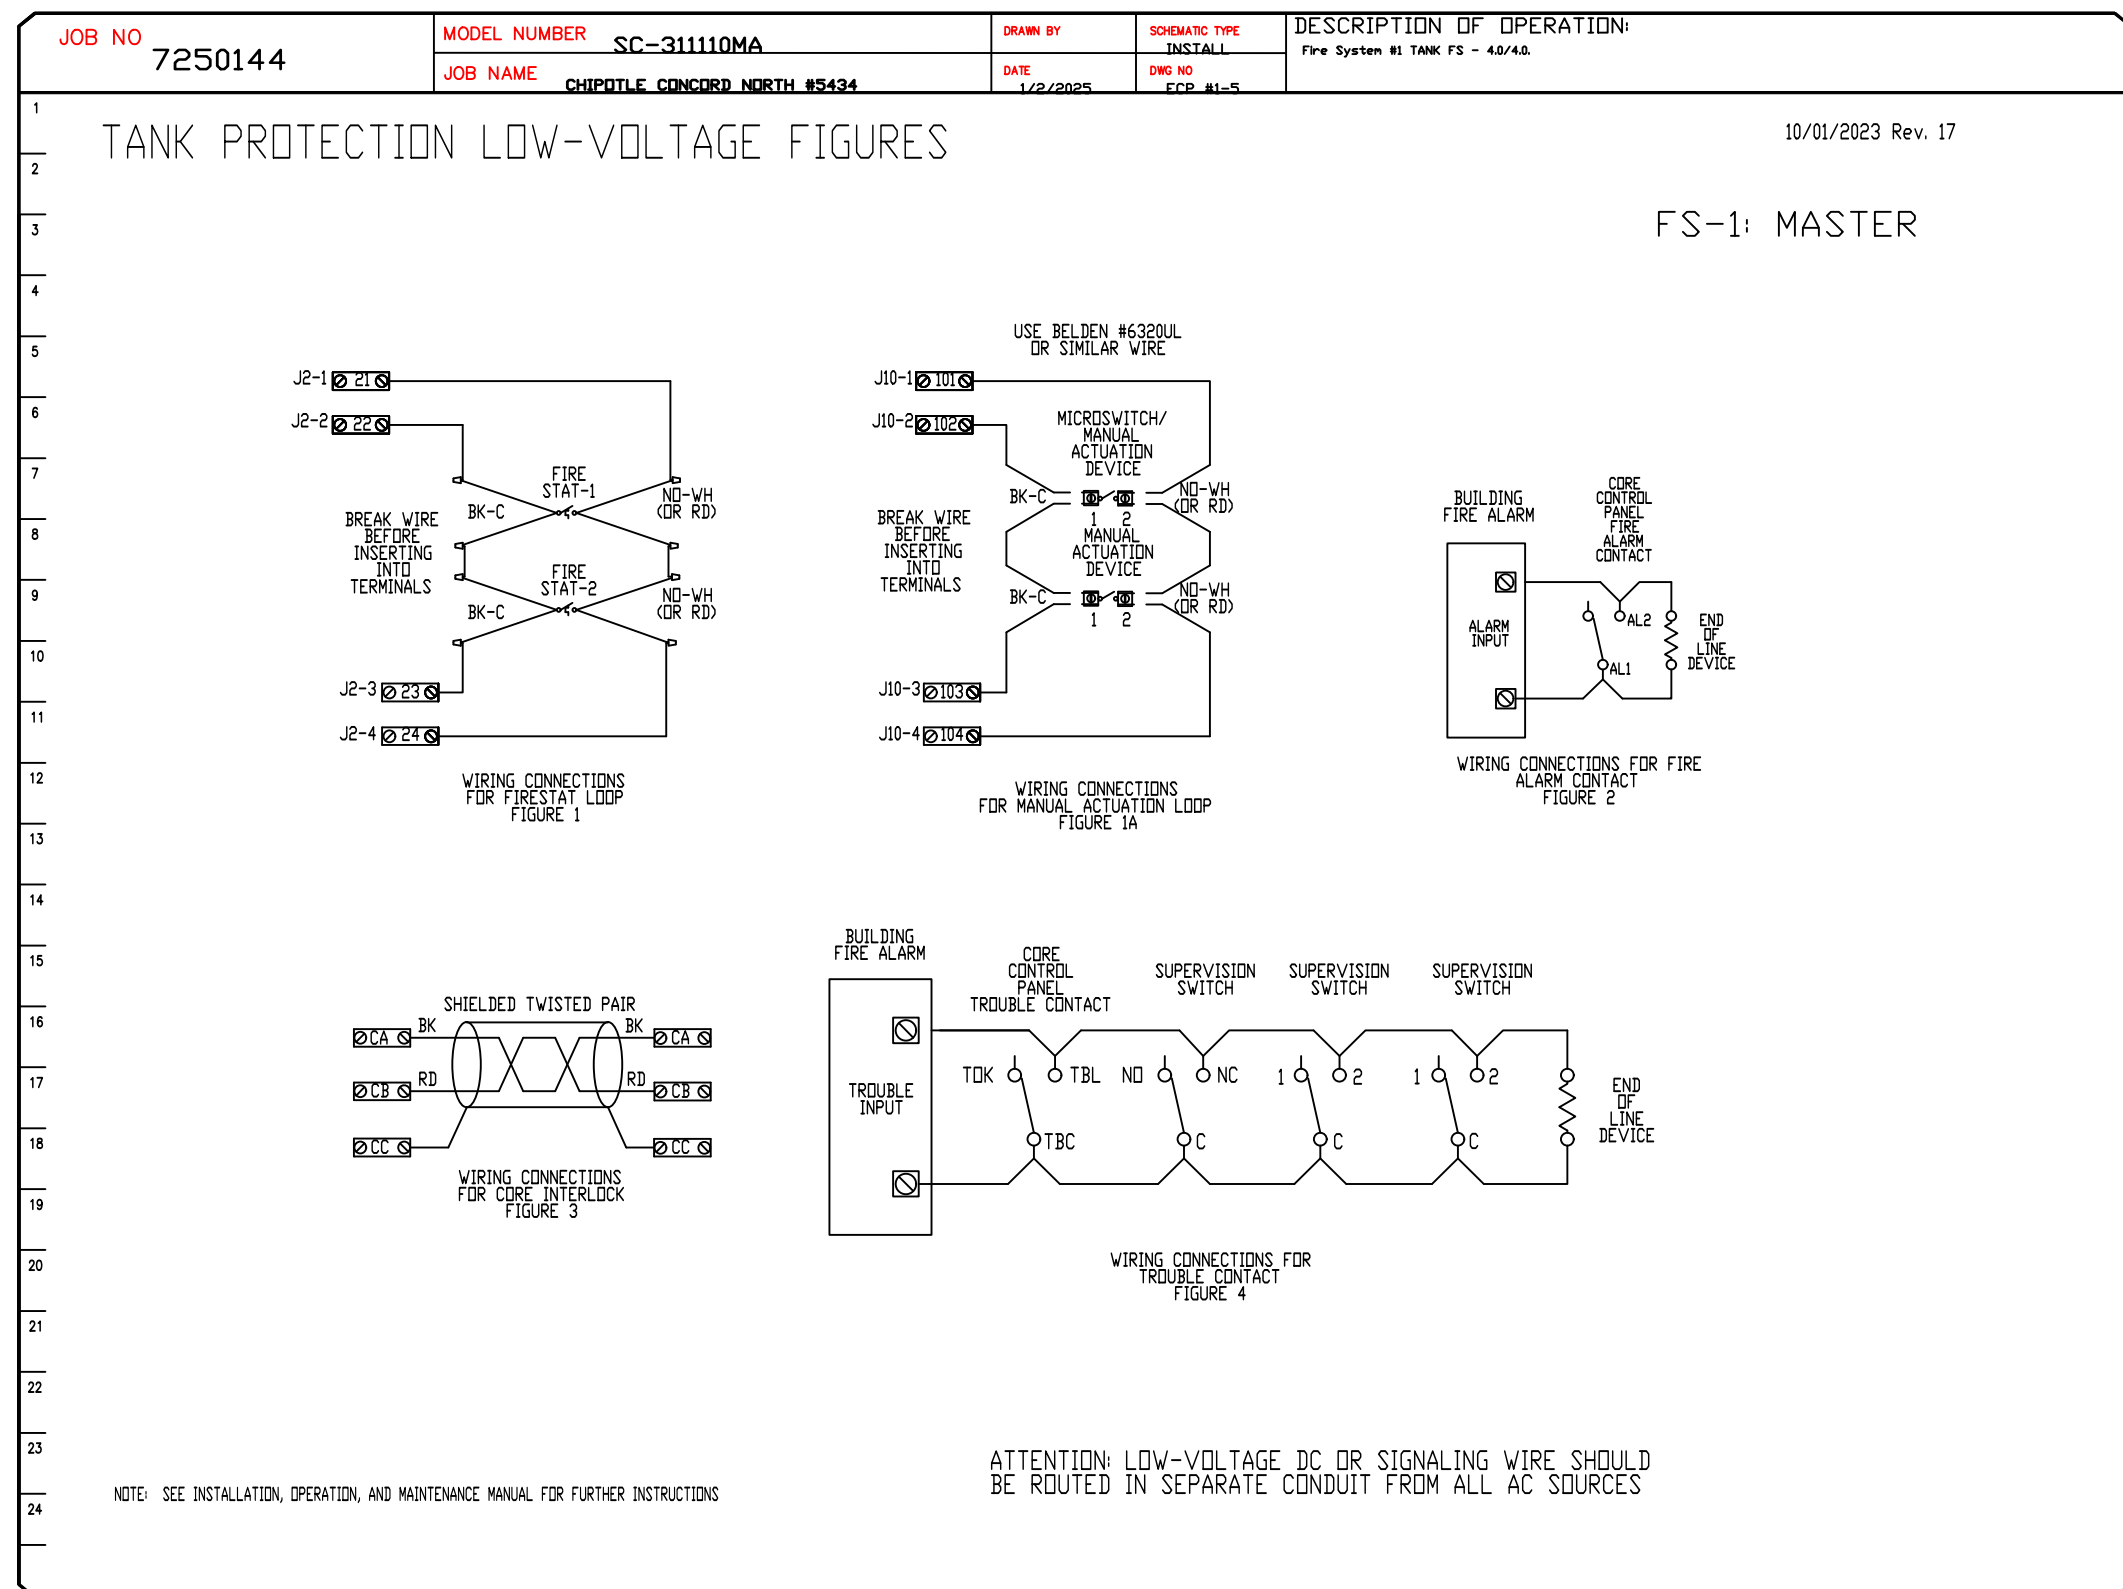 JOB NO
7250144
MODEL NUMBER
SC-311110MA
JOB NAME
CHIPOTLE CONCORD NORTH #5434
DRAWN BY
DATE
1/2/2025
SCHEMATIC TYPE
INSTALL
DWG NO
ECP #1-5
DESCRIPTION OF OPERATION:
Fire System #1 TANK FS - 4.0/4.0.
1
2
3
4
5
6
7
8
9
10
11
12
13
14
15
16
17
18
19
20
21
22
23
24
TANK PROTECTION LOW-VOLTAGE FIGURES
10/01/2023 Rev. 17
FS-1: MASTER
J2-1 21
J2-2 22
FIRE
STAT-1
BK-C
NO-WH
(OR RD)
BREAK WIRE
BEFORE
INSERTING
INTO
TERMINALS
FIRE
STAT-2
BK-C
NO-WH
(OR RD)
J2-3 23
J2-4 24
WIRING CONNECTIONS
FOR FIRESTAT LOOP
FIGURE 1
USE BELDEN #6320UL
OR SIMILAR WIRE
J10-1 101
J10-2 102
MICROSWITCH/
MANUAL
ACTUATION
DEVICE
BK-C
NO-WH
(OR RD)
1 2
BREAK WIRE
BEFORE
INSERTING
INTO
TERMINALS
MANUAL
ACTUATION
DEVICE
BK-C
NO-WH
(OR RD)
1 2
J10-3 103
J10-4 104
WIRING CONNECTIONS
FOR MANUAL ACTUATION LOOP
FIGURE 1A
BUILDING
FIRE ALARM
CORE
CONTROL
PANEL
FIRE
ALARM
CONTACT
ALARM
INPUT
AL2
AL1
END
OF
LINE
DEVICE
WIRING CONNECTIONS FOR FIRE
ALARM CONTACT
FIGURE 2
SHIELDED TWISTED PAIR
CA BK BK CA
CB RD RD CB
CC CC
WIRING CONNECTIONS
FOR CORE INTERLOCK
FIGURE 3
BUILDING
FIRE ALARM
CORE
CONTROL
PANEL
TROUBLE CONTACT
SUPERVISION
SWITCH
SUPERVISION
SWITCH
SUPERVISION
SWITCH
TROUBLE
INPUT
TOK TBL NO NC 1 2 1 2
TBC C C C
END
OF
LINE
DEVICE
WIRING CONNECTIONS FOR
TROUBLE CONTACT
FIGURE 4
NOTE: SEE INSTALLATION, OPERATION, AND MAINTENANCE MANUAL FOR FURTHER INSTRUCTIONS
ATTENTION: LOW-VOLTAGE DC OR SIGNALING WIRE SHOULD
BE ROUTED IN SEPARATE CONDUIT FROM ALL AC SOURCES